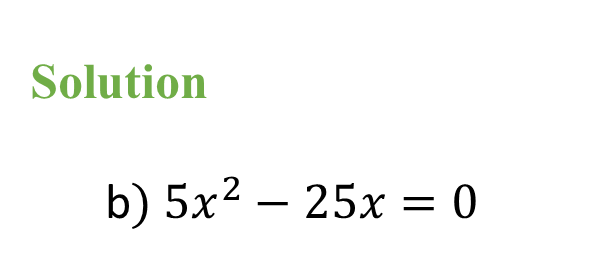 Solution
b) 5x² − 25x = 0